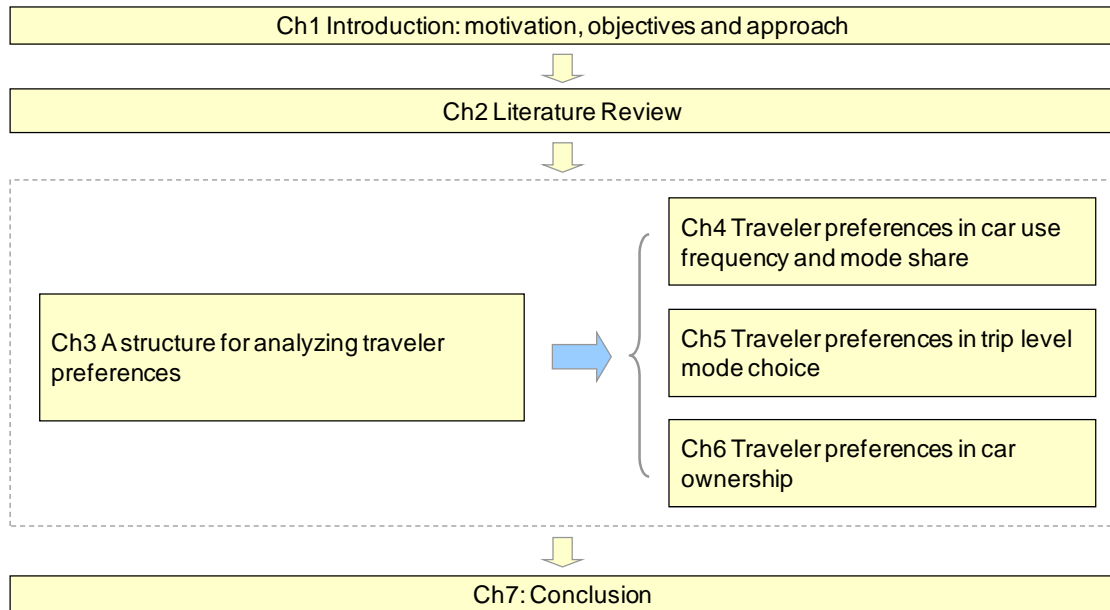 Ch1 Introduction: motivation, objectives and approach
Ch2 Literature Review
Ch3 A structure for analyzing traveler
preferences
Ch4 Traveler preferences in car use
frequency and mode share
Ch5 Traveler preferences in trip level
mode choice
Ch6 Traveler preferences in car
ownership
Ch7: Conclusion